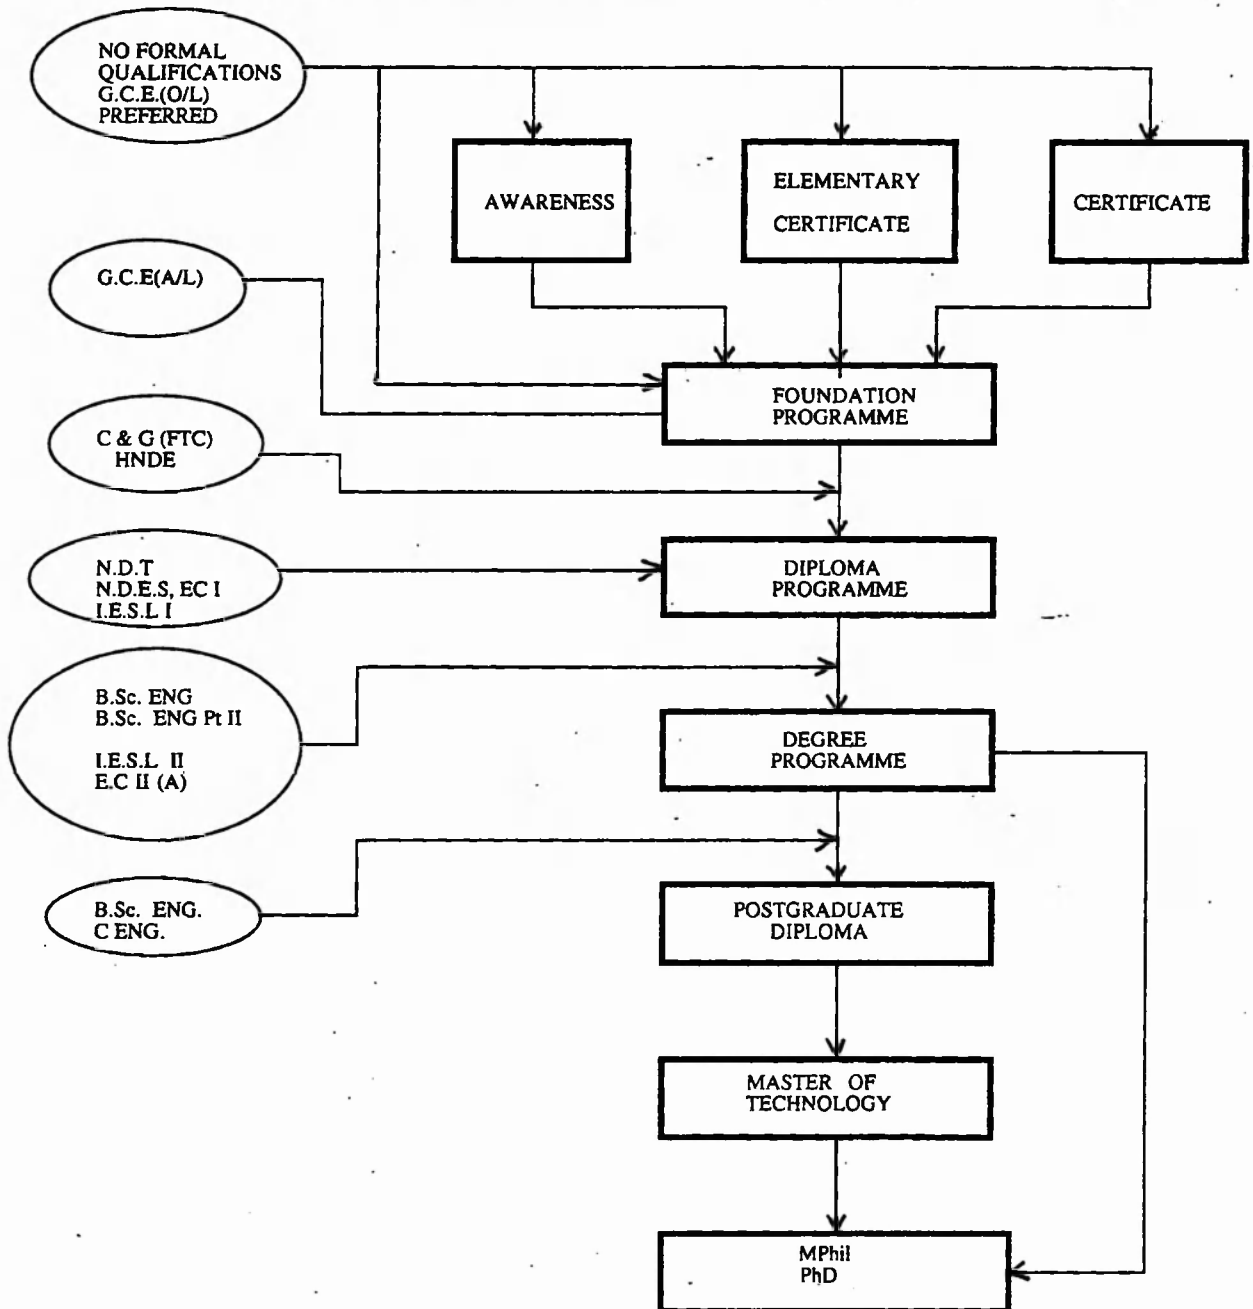 NO FORMAL
QUALIFICATIONS
G.C.E.(O/L)
PREFERRED
AWARENESS
ELEMENTARY
CERTIFICATE
CERTIFICATE
G.C.E(A/L)
FOUNDATION
PROGRAMME
C & G (FTC)
HNDE
N.D.T
N.D.E.S, EC I
I.E.S.L I
DIPLOMA
PROGRAMME
B.Sc. ENG
B.Sc. ENG Pt II
I.E.S.L II
E.C II (A)
DEGREE
PROGRAMME
B.Sc. ENG.
C ENG.
POSTGRADUATE
DIPLOMA
MASTER OF
TECHNOLOGY
MPhil
PhD